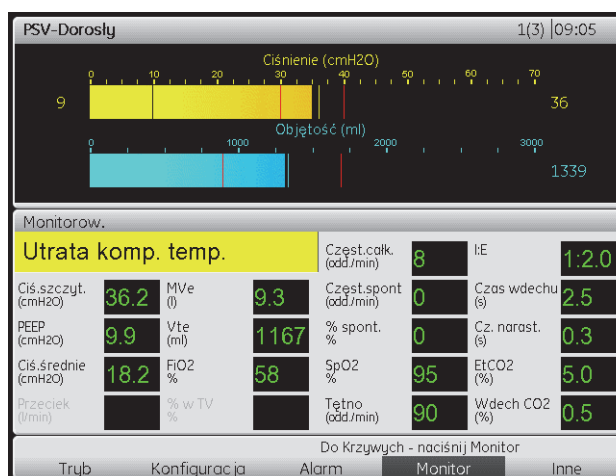 PSV-Dorosły 1(3) 09:05
Ciśnienie (cmH2O)
0 10 20 30 40 50 60 70
9 36
Objętość (ml)
0 1000 2000 3000
1339
Monitorow.
Utrata komp. temp.
Częst.całk. (odd./min) 8 I:E 1:2.0
Ciś.szczyt. (cmH2O) 36.2 MVe (l) 9.3 Częst.spont (odd./min) 0 Czas wdechu (s) 2.5
PEEP (cmH2O) 9.9 Vte (ml) 1167 % spont. % 0 Cz. narast. (s) 0.3
Ciś.średnie (cmH2O) 18.2 FiO2 % 58 SpO2 % 95 EtCO2 (%) 5.0
Przeciek (l/min) % w TV % Tętno (odd./min) 90 Wdech CO2 (%) 0.5
Do Krzywych - naciśnij Monitor
Tryb Konfiguracja Alarm Monitor Inne